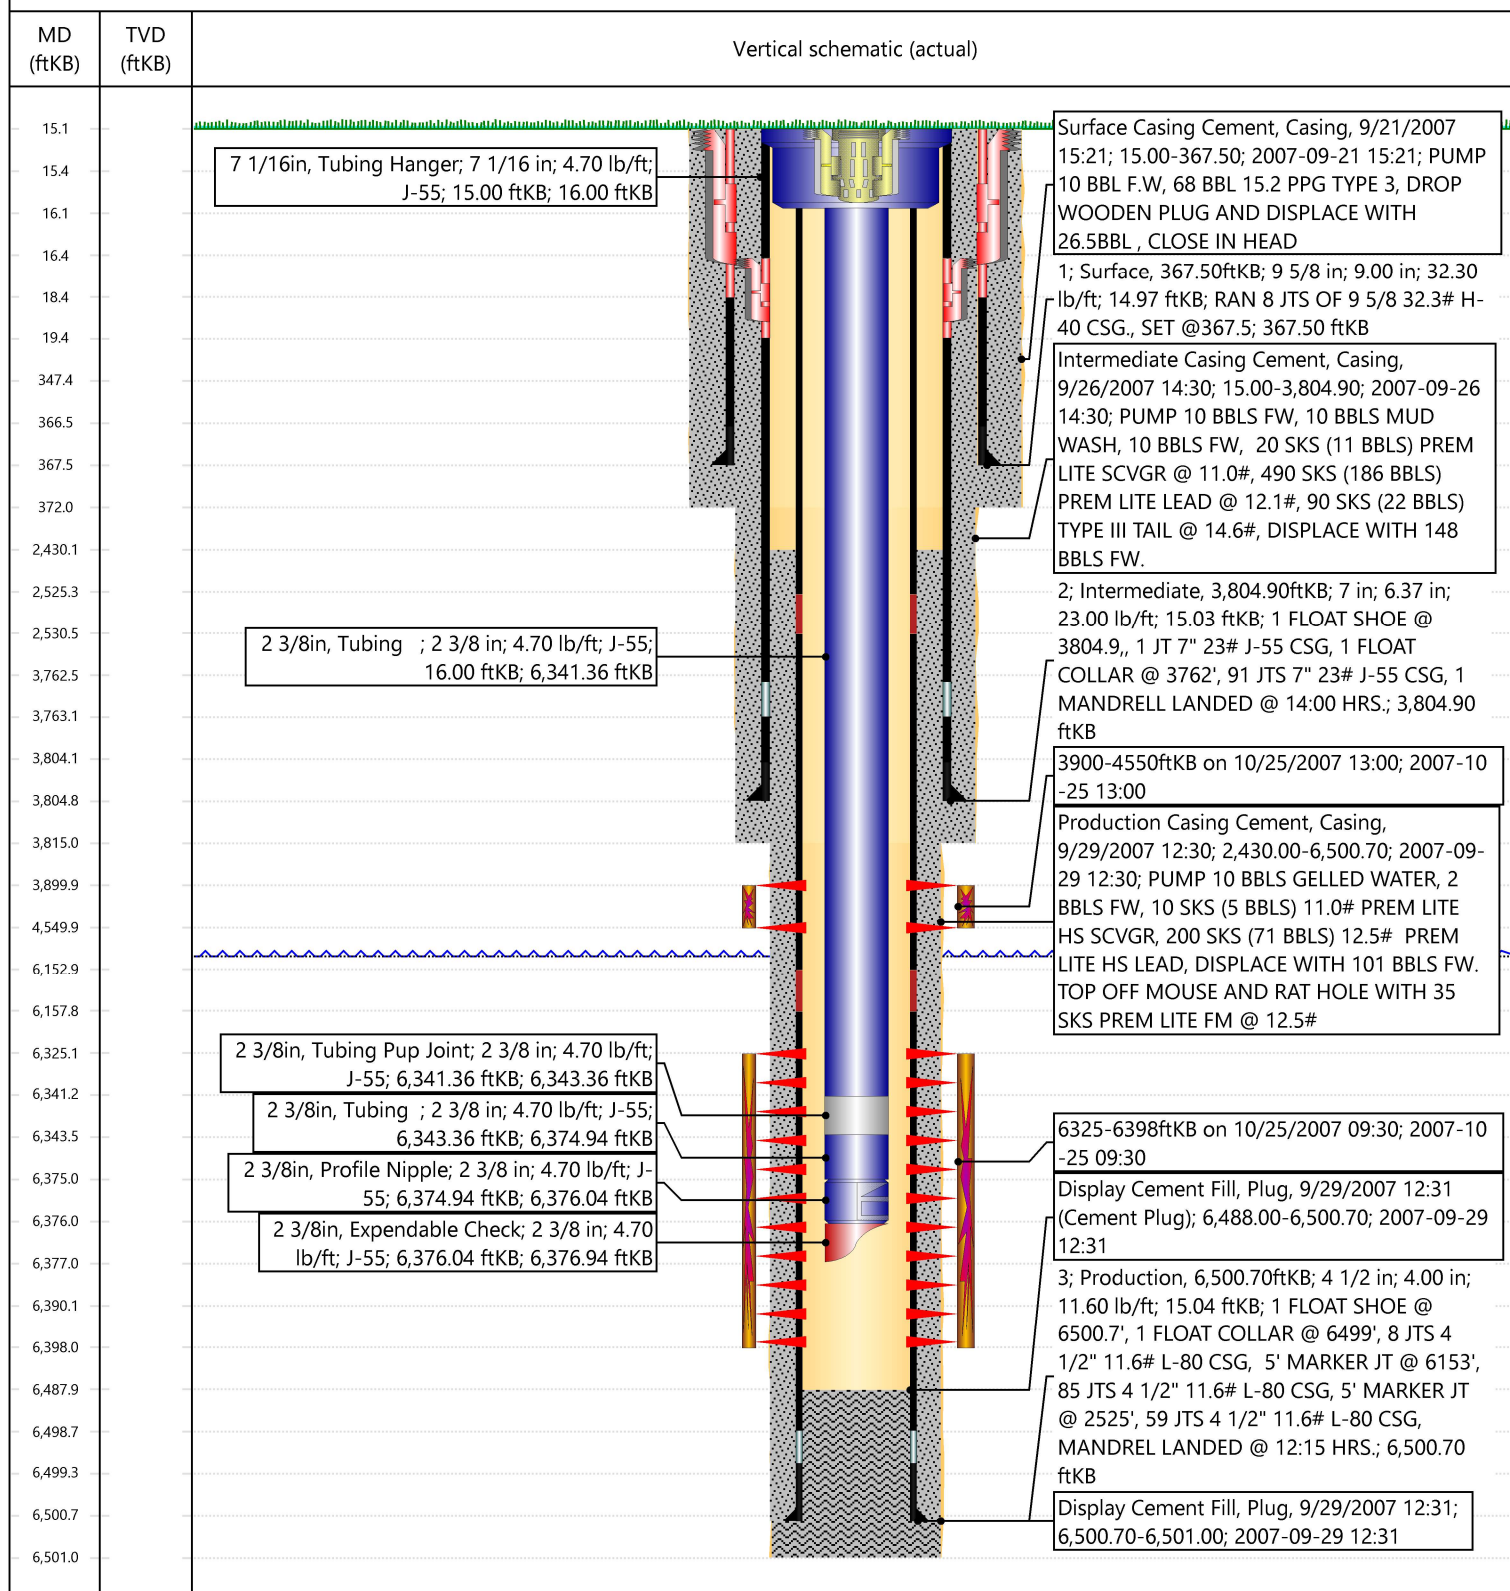 MD
(ftKB)
TVD
(ftKB)
Vertical schematic (actual)
15.1
15.4
16.1
16.4
18.4
19.4
347.4
366.5
367.5
372.0
2,430.1
2,525.3
2,530.5
3,762.5
3,763.1
3,804.1
3,804.8
3,815.0
3,899.9
4,549.9
6,152.9
6,157.8
6,325.1
6,341.2
6,343.5
6,375.0
6,376.0
6,377.0
6,390.1
6,398.0
6,487.9
6,498.7
6,499.3
6,500.7
6,501.0
7 1/16in, Tubing Hanger; 7 1/16 in; 4.70 lb/ft;
J-55; 15.00 ftKB; 16.00 ftKB
2 3/8in, Tubing ; 2 3/8 in; 4.70 lb/ft; J-55;
16.00 ftKB; 6,341.36 ftKB
2 3/8in, Tubing Pup Joint; 2 3/8 in; 4.70 lb/ft;
J-55; 6,341.36 ftKB; 6,343.36 ftKB
2 3/8in, Tubing ; 2 3/8 in; 4.70 lb/ft; J-55;
6,343.36 ftKB; 6,374.94 ftKB
2 3/8in, Profile Nipple; 2 3/8 in; 4.70 lb/ft; J-
55; 6,374.94 ftKB; 6,376.04 ftKB
2 3/8in, Expendable Check; 2 3/8 in; 4.70
lb/ft; J-55; 6,376.04 ftKB; 6,376.94 ftKB
Surface Casing Cement, Casing, 9/21/2007
15:21; 15.00-367.50; 2007-09-21 15:21; PUMP
10 BBL F.W, 68 BBL 15.2 PPG TYPE 3, DROP
WOODEN PLUG AND DISPLACE WITH
26.5BBL , CLOSE IN HEAD
1; Surface, 367.50ftKB; 9 5/8 in; 9.00 in; 32.30
lb/ft; 14.97 ftKB; RAN 8 JTS OF 9 5/8 32.3# H-
40 CSG., SET @367.5; 367.50 ftKB
Intermediate Casing Cement, Casing,
9/26/2007 14:30; 15.00-3,804.90; 2007-09-26
14:30; PUMP 10 BBLS FW, 10 BBLS MUD
WASH, 10 BBLS FW, 20 SKS (11 BBLS) PREM
LITE SCVGR @ 11.0#, 490 SKS (186 BBLS)
PREM LITE LEAD @ 12.1#, 90 SKS (22 BBLS)
TYPE III TAIL @ 14.6#, DISPLACE WITH 148
BBLS FW.
2; Intermediate, 3,804.90ftKB; 7 in; 6.37 in;
23.00 lb/ft; 15.03 ftKB; 1 FLOAT SHOE @
3804.9,, 1 JT 7" 23# J-55 CSG, 1 FLOAT
COLLAR @ 3762', 91 JTS 7" 23# J-55 CSG, 1
MANDRELL LANDED @ 14:00 HRS.; 3,804.90
ftKB
3900-4550ftKB on 10/25/2007 13:00; 2007-10
-25 13:00
Production Casing Cement, Casing,
9/29/2007 12:30; 2,430.00-6,500.70; 2007-09-
29 12:30; PUMP 10 BBLS GELLED WATER, 2
BBLS FW, 10 SKS (5 BBLS) 11.0# PREM LITE
HS SCVGR, 200 SKS (71 BBLS) 12.5# PREM
LITE HS LEAD, DISPLACE WITH 101 BBLS FW.
TOP OFF MOUSE AND RAT HOLE WITH 35
SKS PREM LITE FM @ 12.5#
6325-6398ftKB on 10/25/2007 09:30; 2007-10
-25 09:30
Display Cement Fill, Plug, 9/29/2007 12:31
(Cement Plug); 6,488.00-6,500.70; 2007-09-29
12:31
3; Production, 6,500.70ftKB; 4 1/2 in; 4.00 in;
11.60 lb/ft; 15.04 ftKB; 1 FLOAT SHOE @
6500.7', 1 FLOAT COLLAR @ 6499', 8 JTS 4
1/2" 11.6# L-80 CSG, 5' MARKER JT @ 6153',
85 JTS 4 1/2" 11.6# L-80 CSG, 5' MARKER JT
@ 2525', 59 JTS 4 1/2" 11.6# L-80 CSG,
MANDREL LANDED @ 12:15 HRS.; 6,500.70
ftKB
Display Cement Fill, Plug, 9/29/2007 12:31;
6,500.70-6,501.00; 2007-09-29 12:31